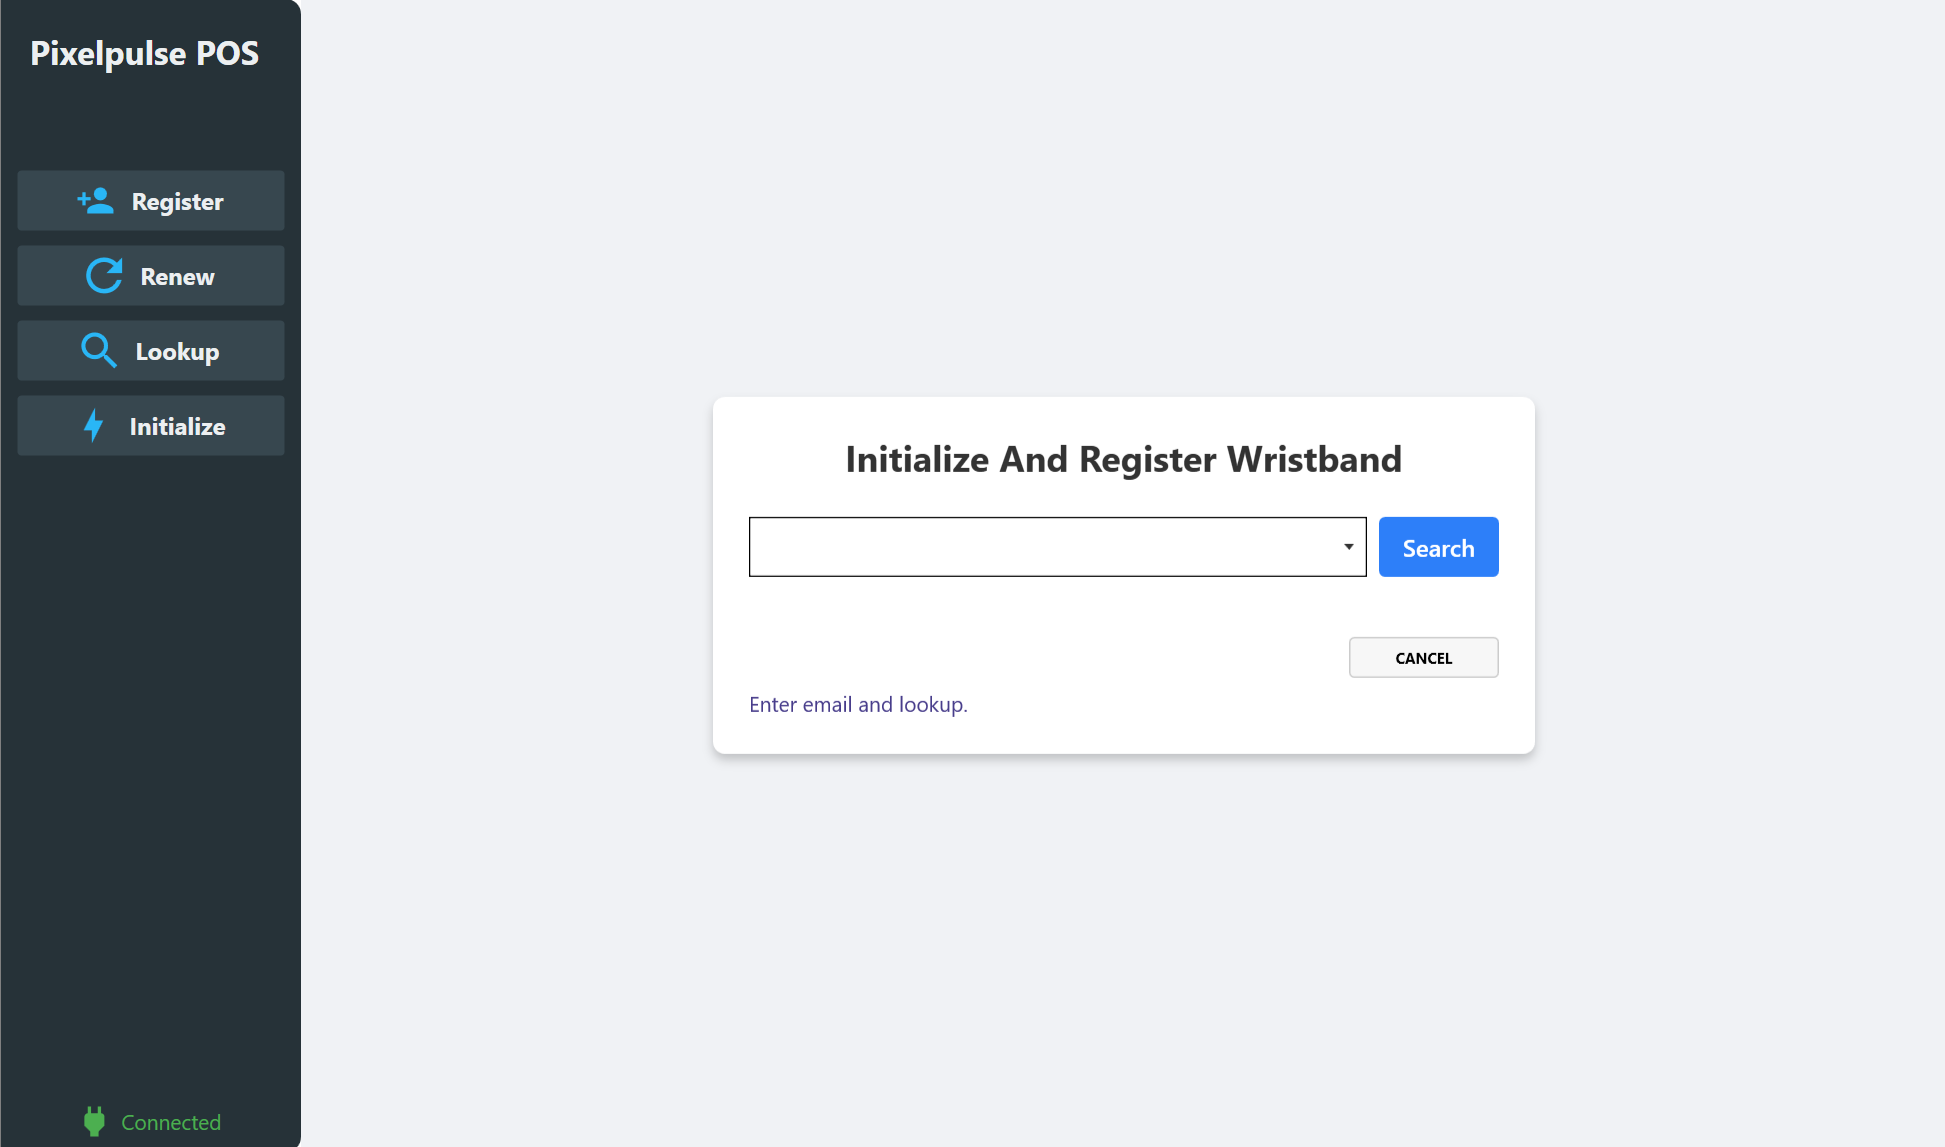 Pixelpulse POS
Register
Renew
Lookup
Initialize
Connected
Initialize And Register Wristband
Search
CANCEL
Enter email and lookup.